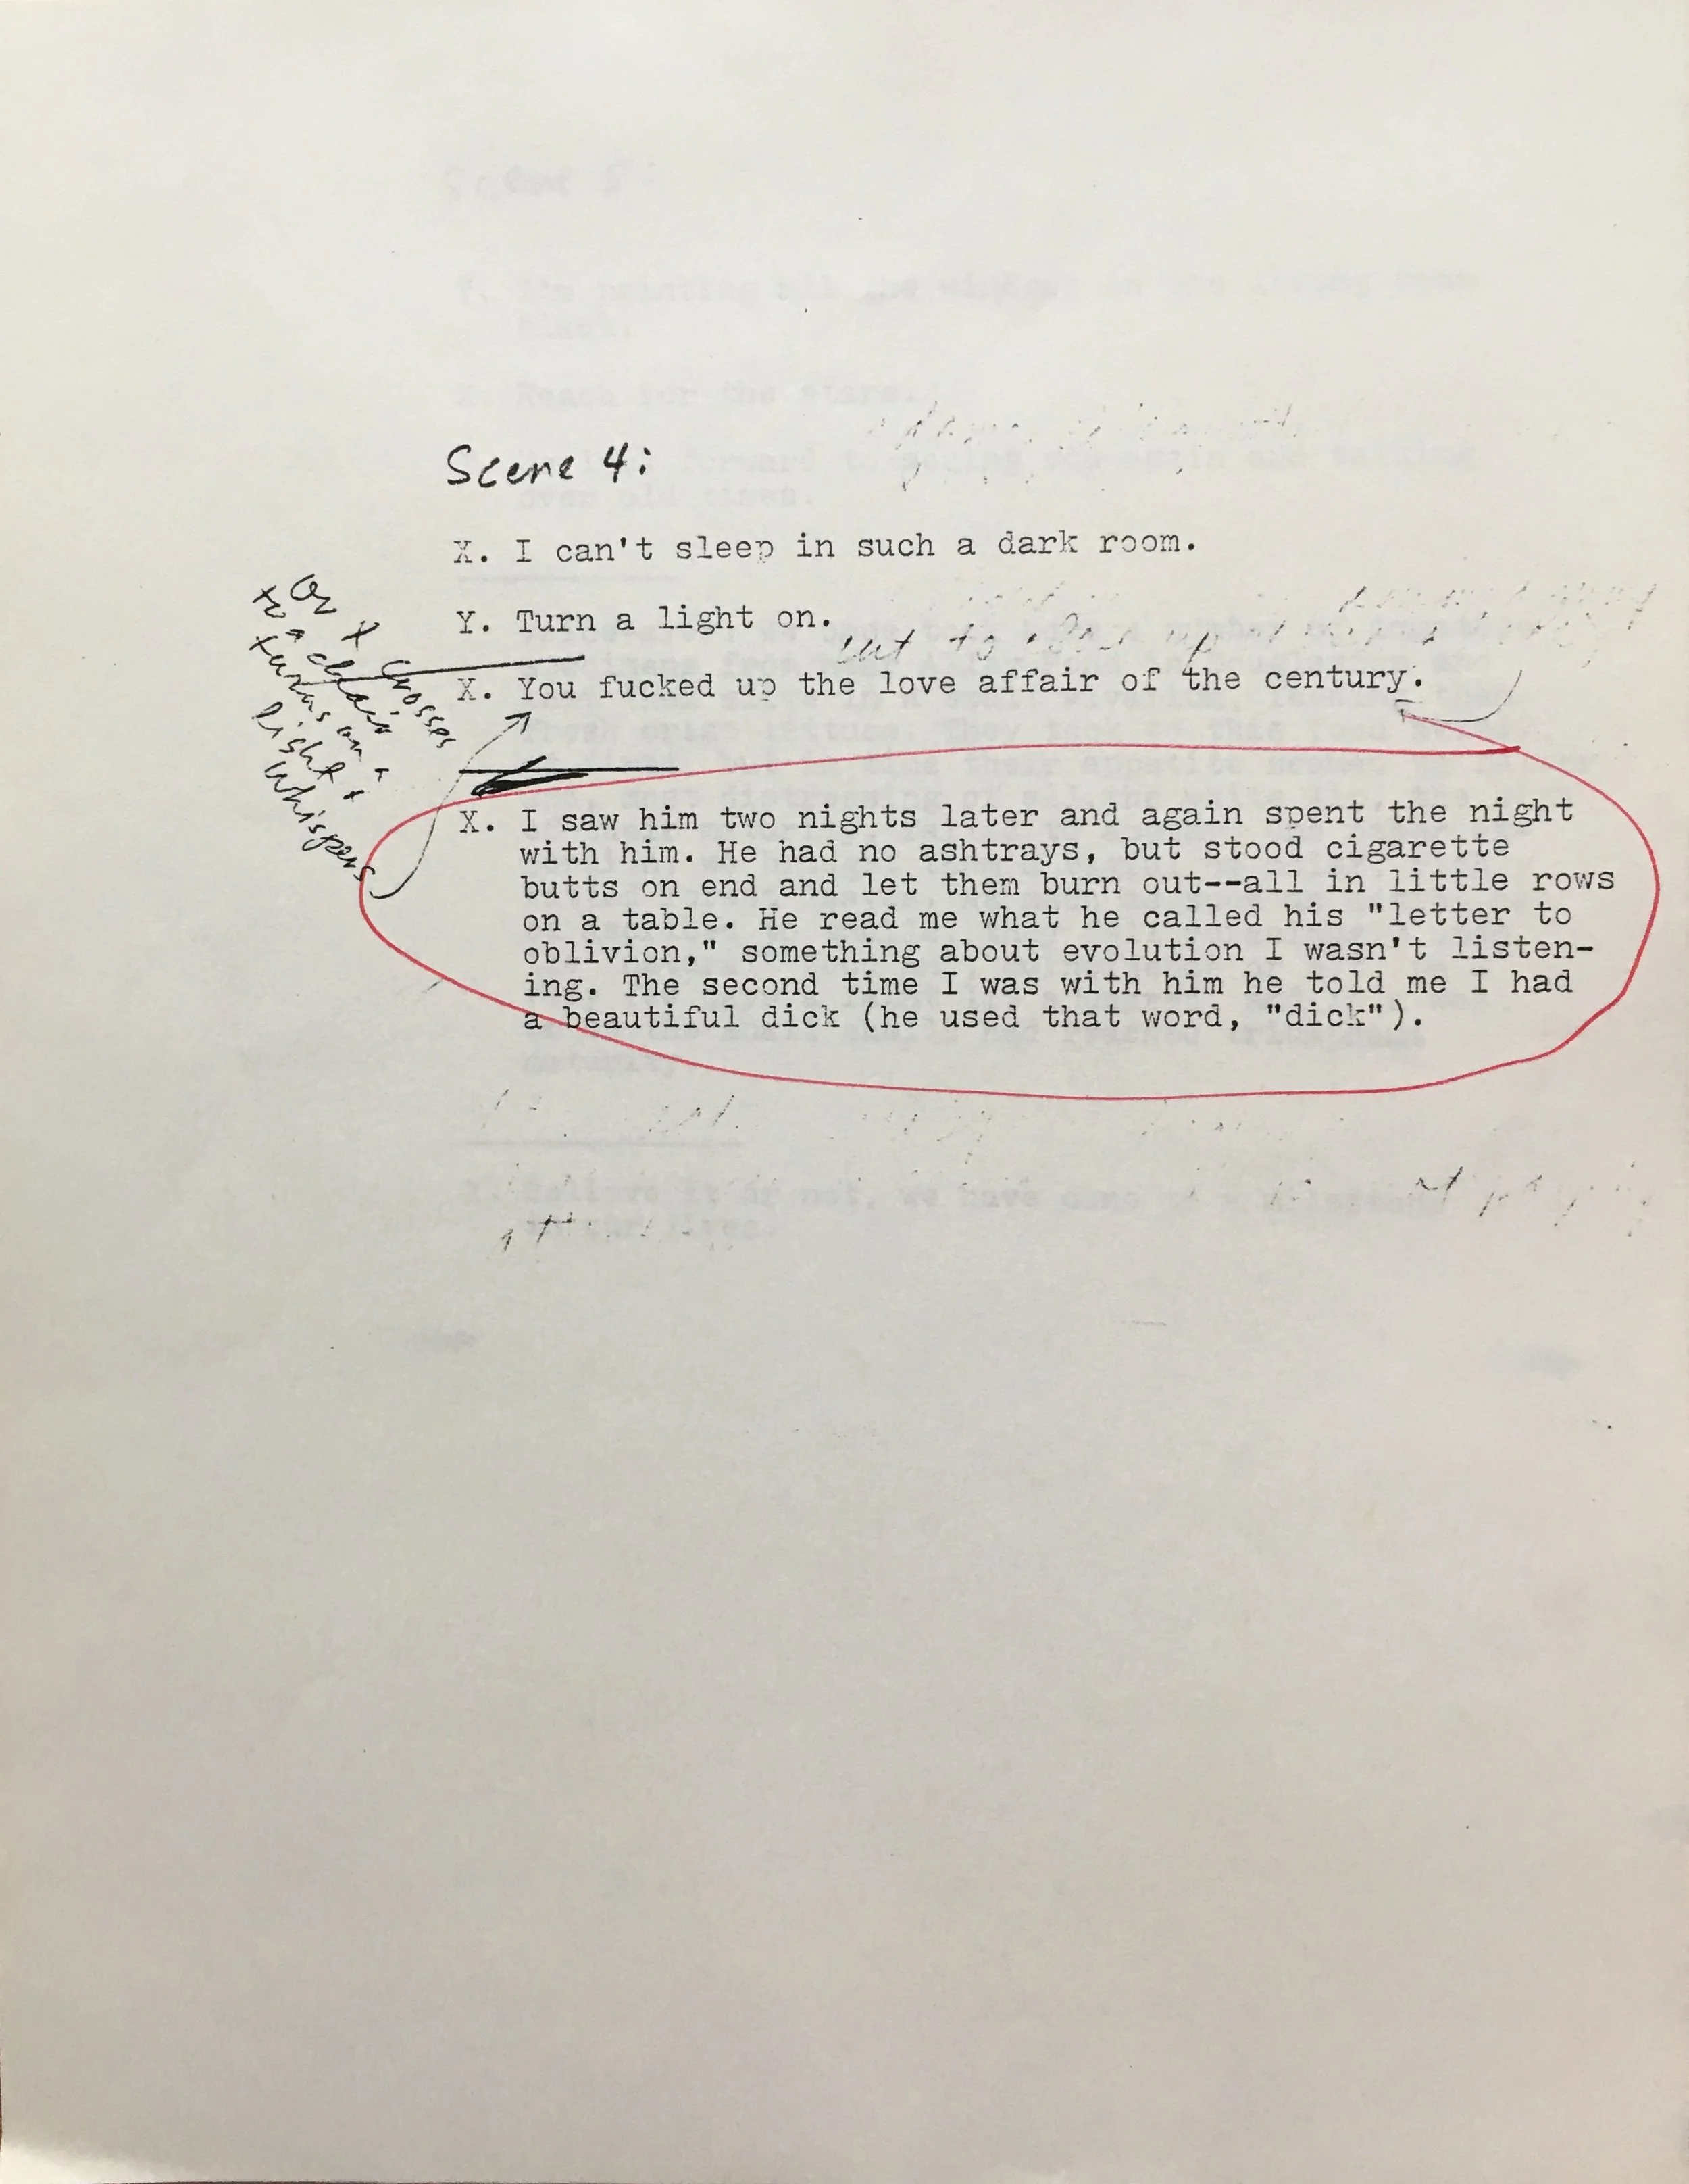 Scene 4:
X. I can't sleep in such a dark room.
Y. Turn a light on.
cut to close up
X. You fucked up the love affair of the century.
or X crosses
to a chair
turns on a
light +
whispers
X. I saw him two nights later and again spent the night
with him. He had no ashtrays, but stood cigarette
butts on end and let them burn out--all in little rows
on a table. He read me what he called his "letter to
oblivion," something about evolution I wasn't listen-
ing. The second time I was with him he told me I had
a beautiful dick (he used that word, "dick").